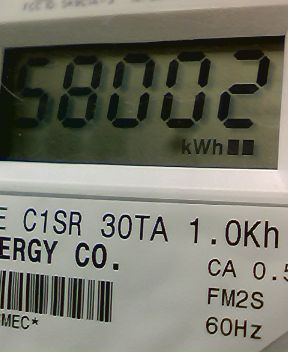 58002
kWh
E C1SR 30TA 1.0Kh
ERGY CO.
CA 0.5
FM2S
MEC*
60Hz